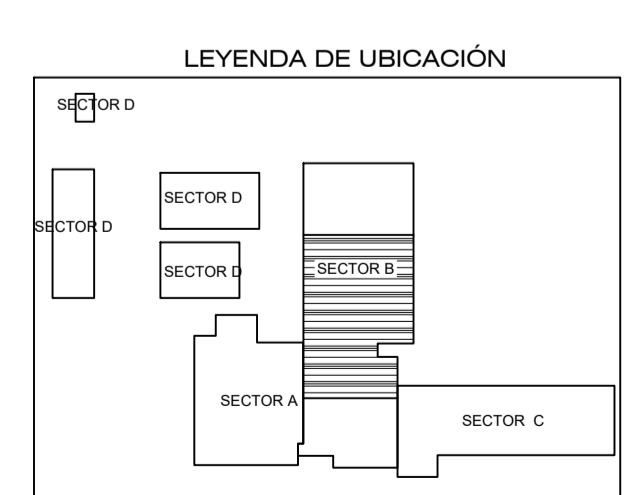 LEYENDA DE UBICACIÓN
SECTOR D
SECTOR D
SECTOR D
SECTOR D
SECTOR B
SECTOR A
SECTOR C